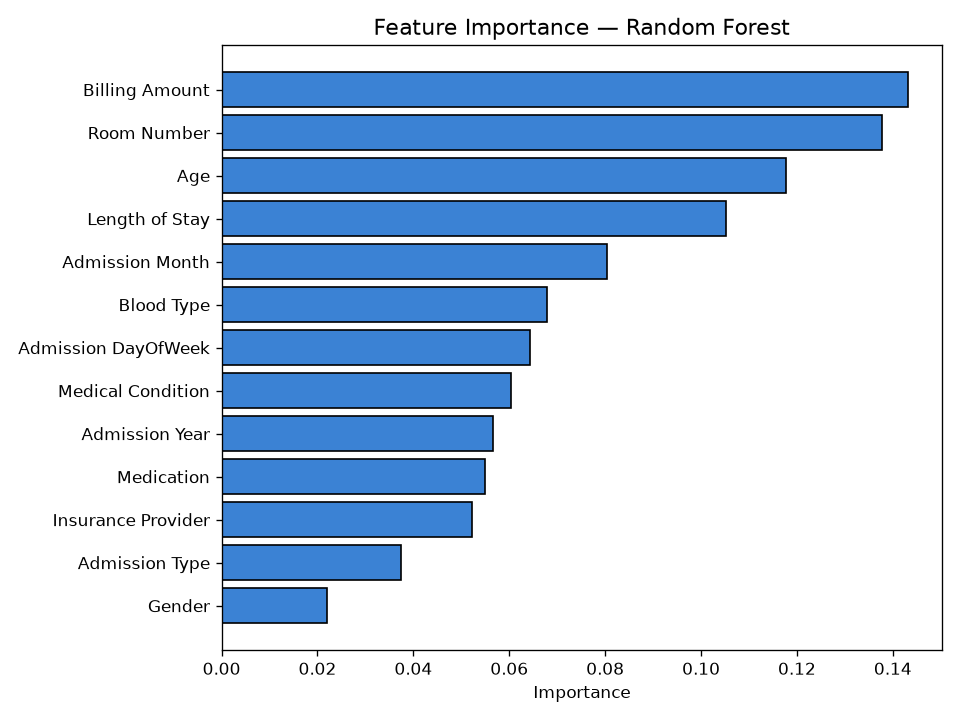 Feature Importance — Random Forest
Billing Amount
Room Number
Age
Length of Stay
Admission Month
Blood Type
Admission DayOfWeek
Medical Condition
Admission Year
Medication
Insurance Provider
Admission Type
Gender
0.00 0.02 0.04 0.06 0.08 0.10 0.12 0.14
Importance